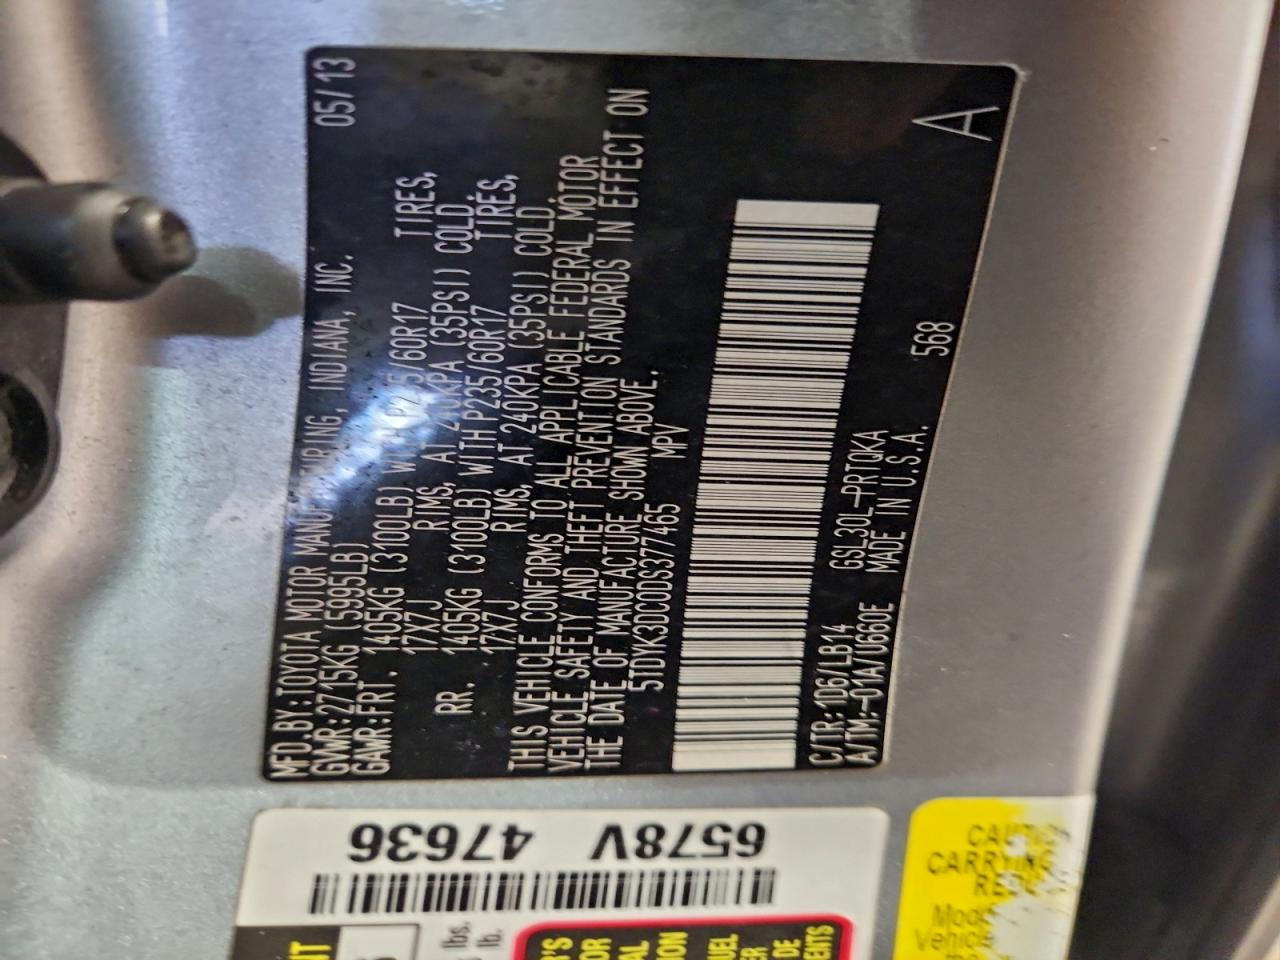 MFD.BY:TOYOTA MOTOR MANUFACTURING, INDIANA, INC. 05/13
GVWR:2715KG (5995LB)
GAWR:FRT. 1405KG (3100LB) WITH P235/60R17 TIRES,
17X7J RIMS, AT 240KPA (35PSI) COLD.
RR. 1405KG (3100LB) WITH P235/60R17 TIRES,
17X7J RIMS, AT 240KPA (35PSI) COLD.
THIS VEHICLE CONFORMS TO ALL APPLICABLE FEDERAL MOTOR
VEHICLE SAFETY AND THEFT PREVENTION STANDARDS IN EFFECT ON
THE DATE OF MANUFACTURE SHOWN ABOVE.
5TDYK3DC0DS377465 MPV
C/TR:1D6/LB14 GSL30L-PRTQKA
A/TM:-01A/U660E MADE IN U.S.A. 568
A
6578V 47636
lbs.
lb.
CAUTION
CARRYING
Vehicle